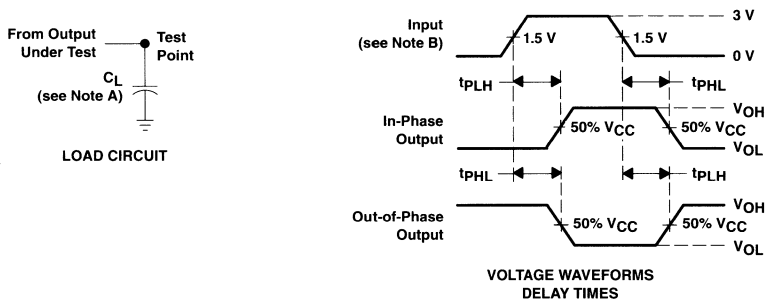 From Output
Under Test
Test
Point
CL
(see Note A)
LOAD CIRCUIT
Input
(see Note B)
1.5 V
1.5 V
3 V
0 V
tPLH
tPHL
In-Phase
Output
50% VCC
50% VCC
VOH
VOL
tPHL
tPLH
Out-of-Phase
Output
50% VCC
50% VCC
VOH
VOL
VOLTAGE WAVEFORMS
DELAY TIMES